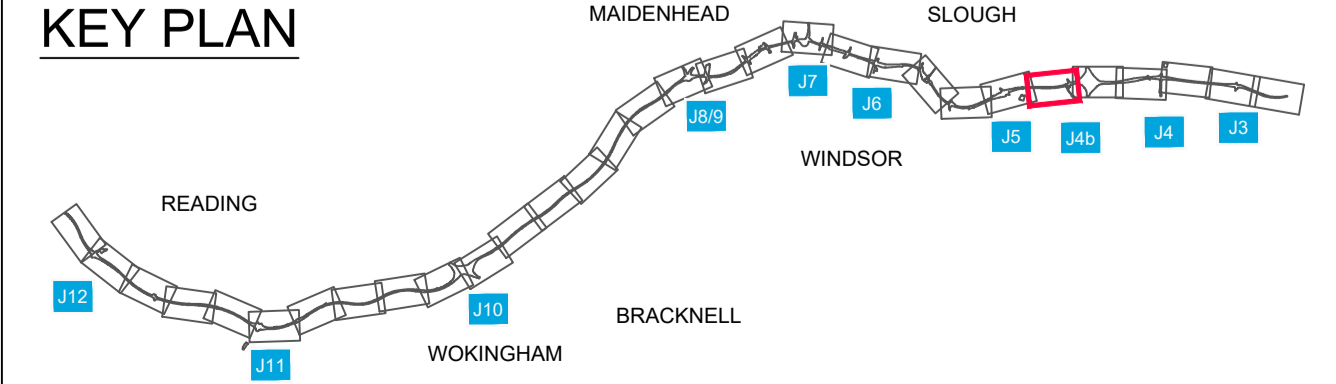 KEY PLAN
MAIDENHEAD
SLOUGH
J7
J6
J8/9
J5
J4b
J4
J3
WINDSOR
READING
J12
J10
BRACKNELL
WOKINGHAM
J11